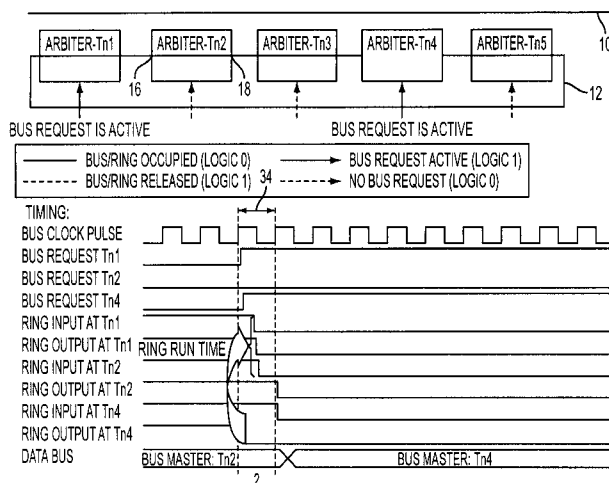 10
ARBITER-Tn1 ARBITER-Tn2 ARBITER-Tn3 ARBITER-Tn4 ARBITER-Tn5
16 18 12
BUS REQUEST IS ACTIVE BUS REQUEST IS ACTIVE
BUS/RING OCCUPIED (LOGIC 0) BUS REQUEST ACTIVE (LOGIC 1)
BUS/RING RELEASED (LOGIC 1) NO BUS REQUEST (LOGIC 0)
34
TIMING:
BUS CLOCK PULSE
BUS REQUEST Tn1
BUS REQUEST Tn2
BUS REQUEST Tn4
RING INPUT AT Tn1
RING OUTPUT AT Tn1 RING RUN TIME
RING INPUT AT Tn2
RING OUTPUT AT Tn2
RING INPUT AT Tn4
RING OUTPUT AT Tn4
DATA BUS BUS MASTER: Tn2 BUS MASTER: Tn4
2